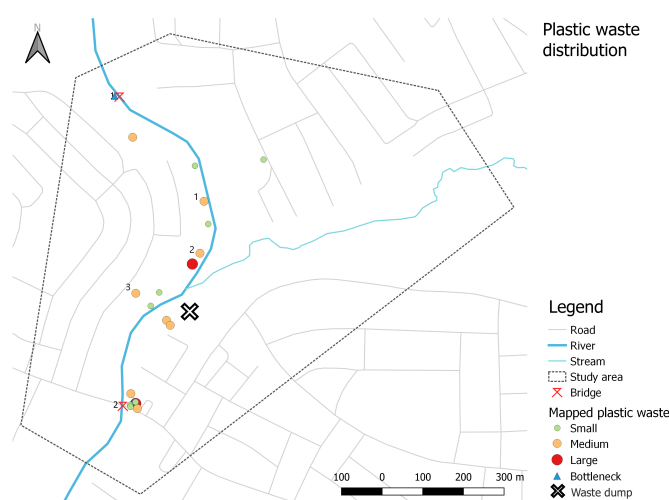 Plastic waste
distribution
N
1
1
2
3
2
Legend
Road
River
Stream
Study area
Bridge
Mapped plastic waste
Small
Medium
Large
Bottleneck
Waste dump
100 0 100 200 300 m